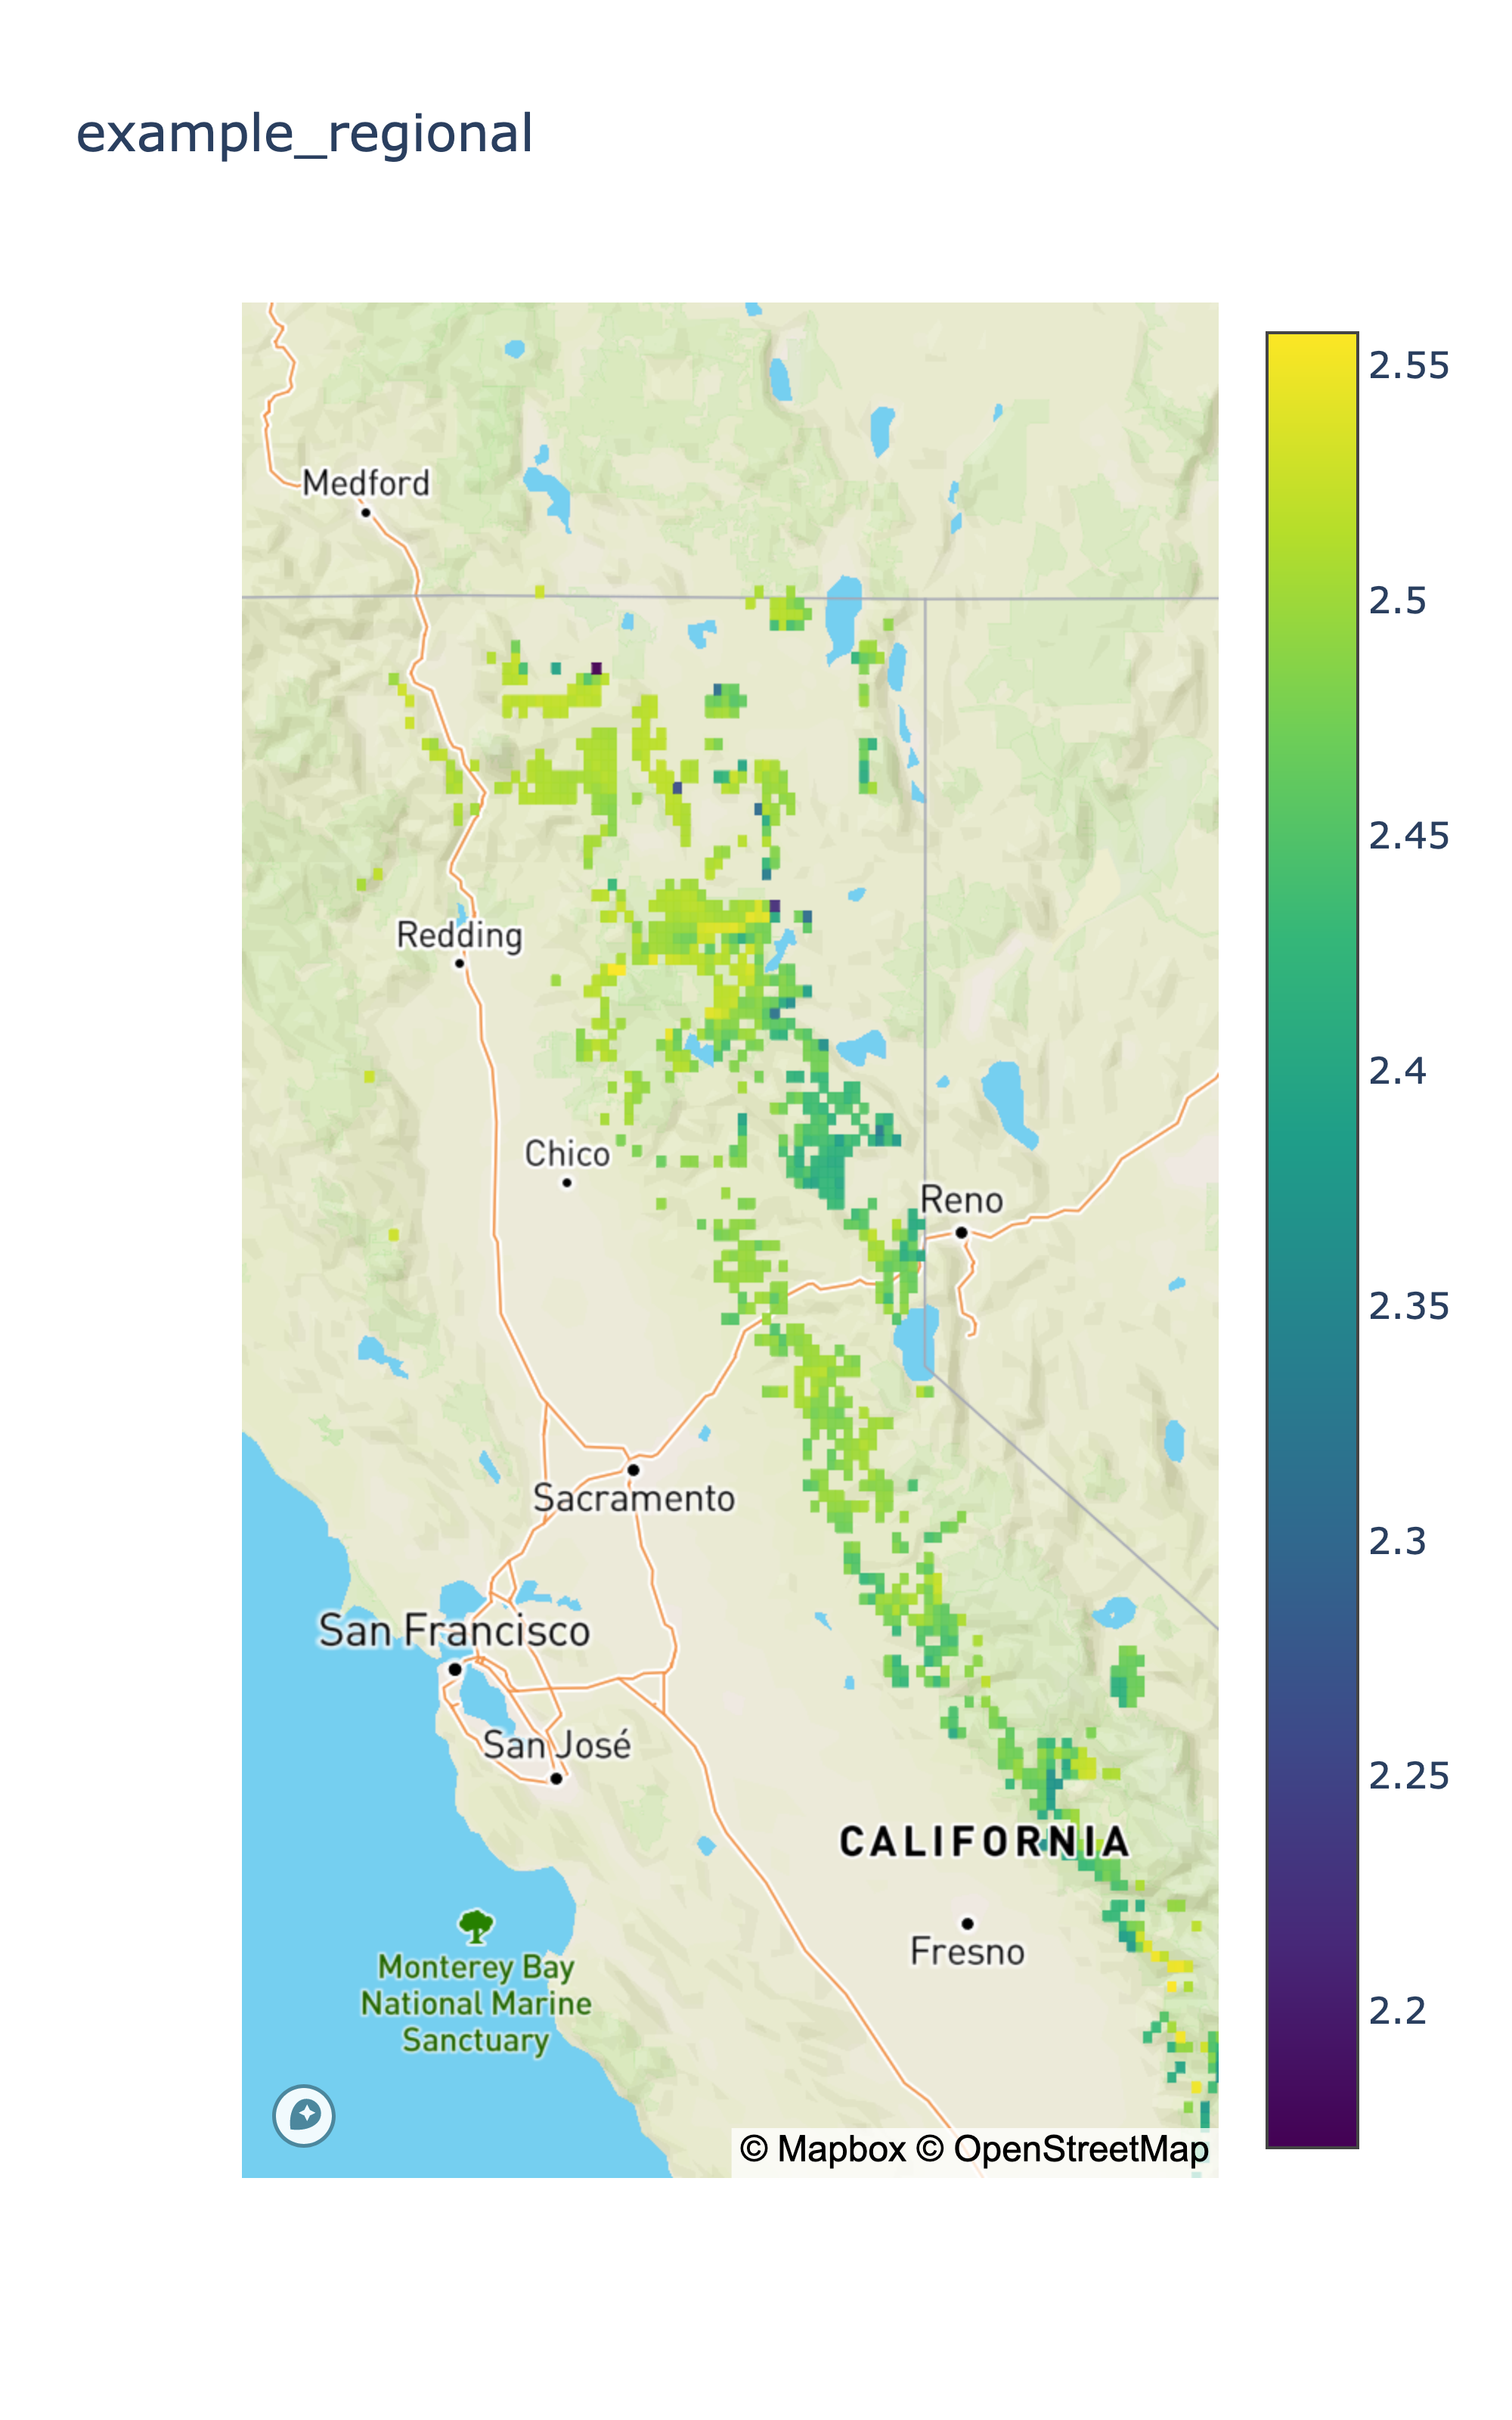 example_regional
Medford
Redding
Chico
Reno
Sacramento
San Francisco
San José
CALIFORNIA
Fresno
Monterey Bay
National Marine
Sanctuary
© Mapbox © OpenStreetMap
2.55
2.5
2.45
2.4
2.35
2.3
2.25
2.2